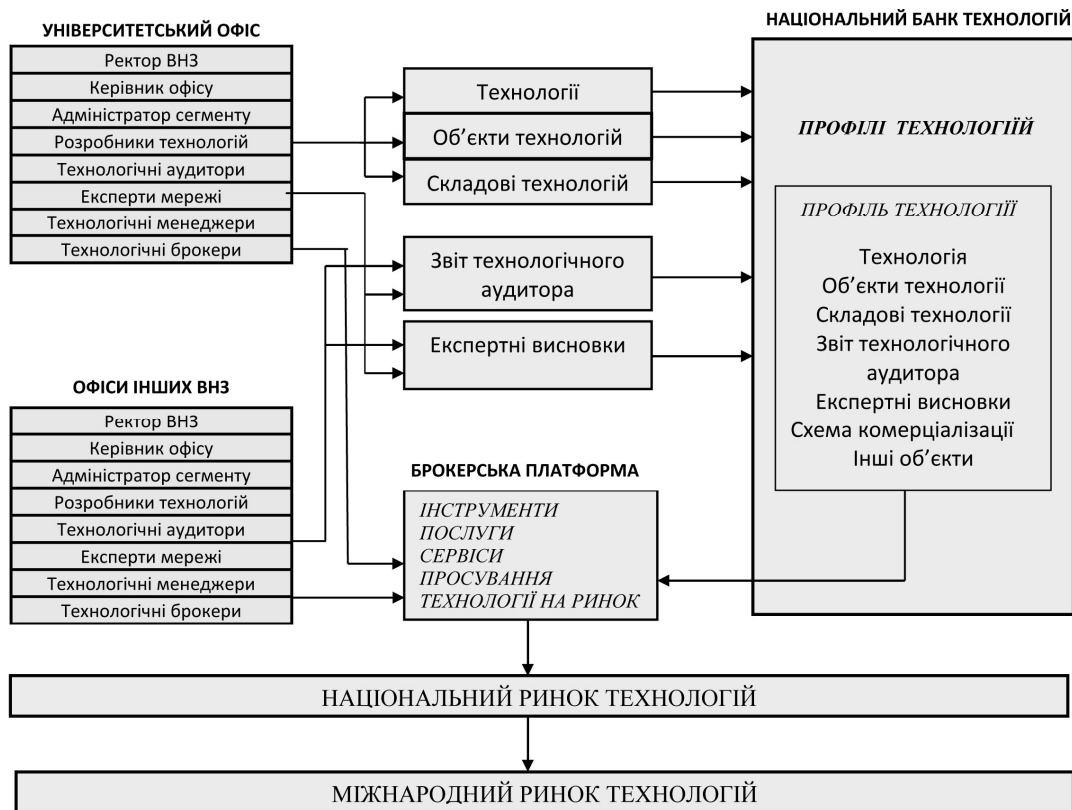 УНІВЕРСИТЕТСЬКИЙ ОФІС
Ректор ВНЗ
Керівник офісу
Адміністратор сегменту
Розробники технологій
Технологічні аудитори
Експерти мережі
Технологічні менеджери
Технологічні брокери
ОФІСИ ІНШИХ ВНЗ
Ректор ВНЗ
Керівник офісу
Адміністратор сегменту
Розробники технологій
Технологічні аудитори
Експерти мережі
Технологічні менеджери
Технологічні брокери
Технології
Об’єкти технологій
Складові технологій
Звіт технологічного
аудитора
Експертні висновки
БРОКЕРСЬКА ПЛАТФОРМА
ІНСТРУМЕНТИ
ПОСЛУГИ
СЕРВІСИ
ПРОСУВАННЯ
ТЕХНОЛОГІЇ НА РИНОК
НАЦІОНАЛЬНИЙ БАНК ТЕХНОЛОГІЙ
ПРОФІЛІ ТЕХНОЛОГІЇЙ
ПРОФІЛЬ ТЕХНОЛОГІЇЇ
Технологія
Об’єкти технології
Складові технології
Звіт технологічного
аудитора
Експертні висновки
Схема комерціалізації
Інші об’єкти
НАЦІОНАЛЬНИЙ РИНОК ТЕХНОЛОГІЙ
МІЖНАРОДНИЙ РИНОК ТЕХНОЛОГІЙ